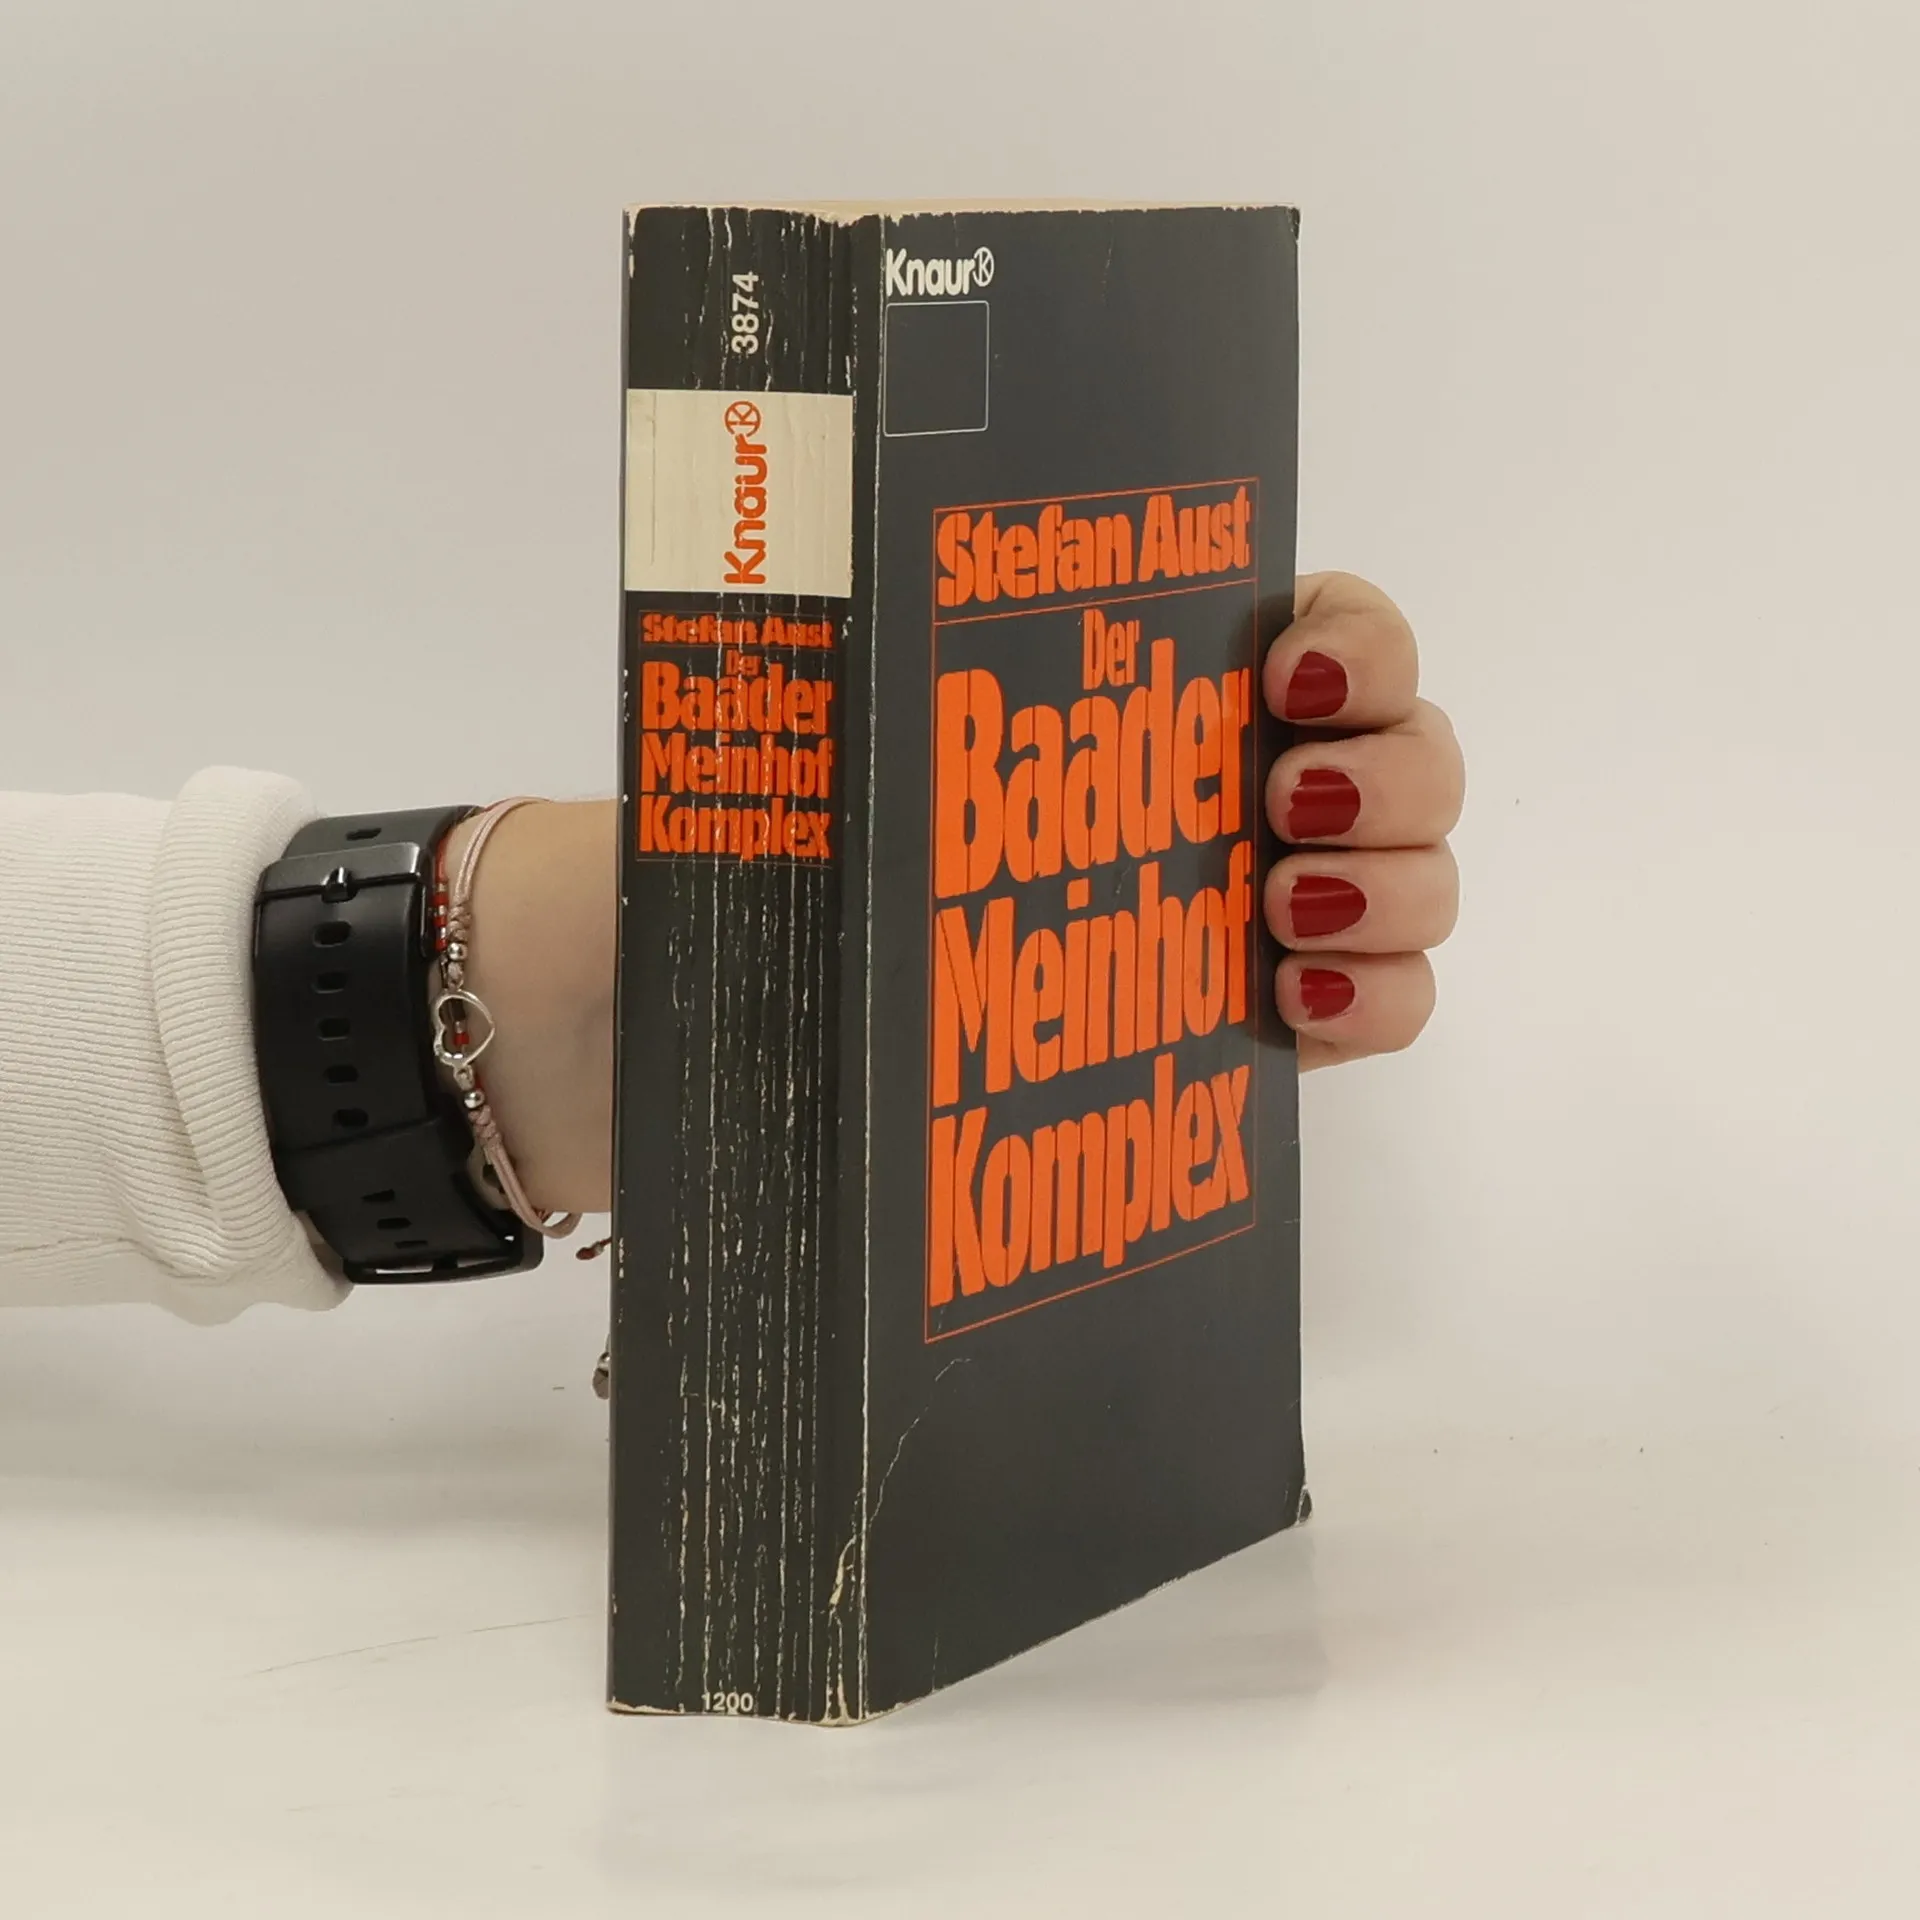 3874
Knaur
Stefan Aust
Der
Baader
Meinhof
Komplex
1200
Knaur
Stefan Aust
Der
Baader
Meinhof
Komplex